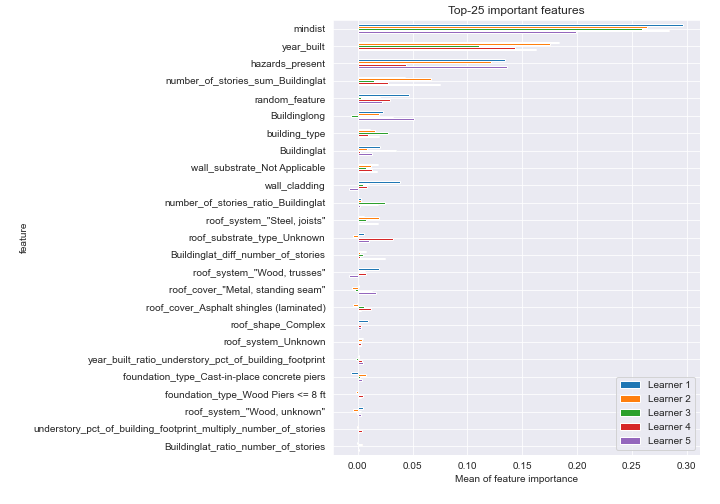 Top-25 important features
mindist
year_built
hazards_present
number_of_stories_sum_Buildinglat
random_feature
Buildinglong
building_type
Buildinglat
wall_substrate_Not Applicable
wall_cladding
number_of_stories_ratio_Buildinglat
roof_system_"Steel, joists"
roof_substrate_type_Unknown
Buildinglat_diff_number_of_stories
roof_system_"Wood, trusses"
roof_cover_"Metal, standing seam"
roof_cover_Asphalt shingles (laminated)
roof_shape_Complex
roof_system_Unknown
year_built_ratio_understory_pct_of_building_footprint
foundation_type_Cast-in-place concrete piers
foundation_type_Wood Piers <= 8 ft
roof_system_"Wood, unknown"
understory_pct_of_building_footprint_multiply_number_of_stories
Buildinglat_ratio_number_of_stories
feature
Learner 1
Learner 2
Learner 3
Learner 4
Learner 5
0.00 0.05 0.10 0.15 0.20 0.25 0.30
Mean of feature importance